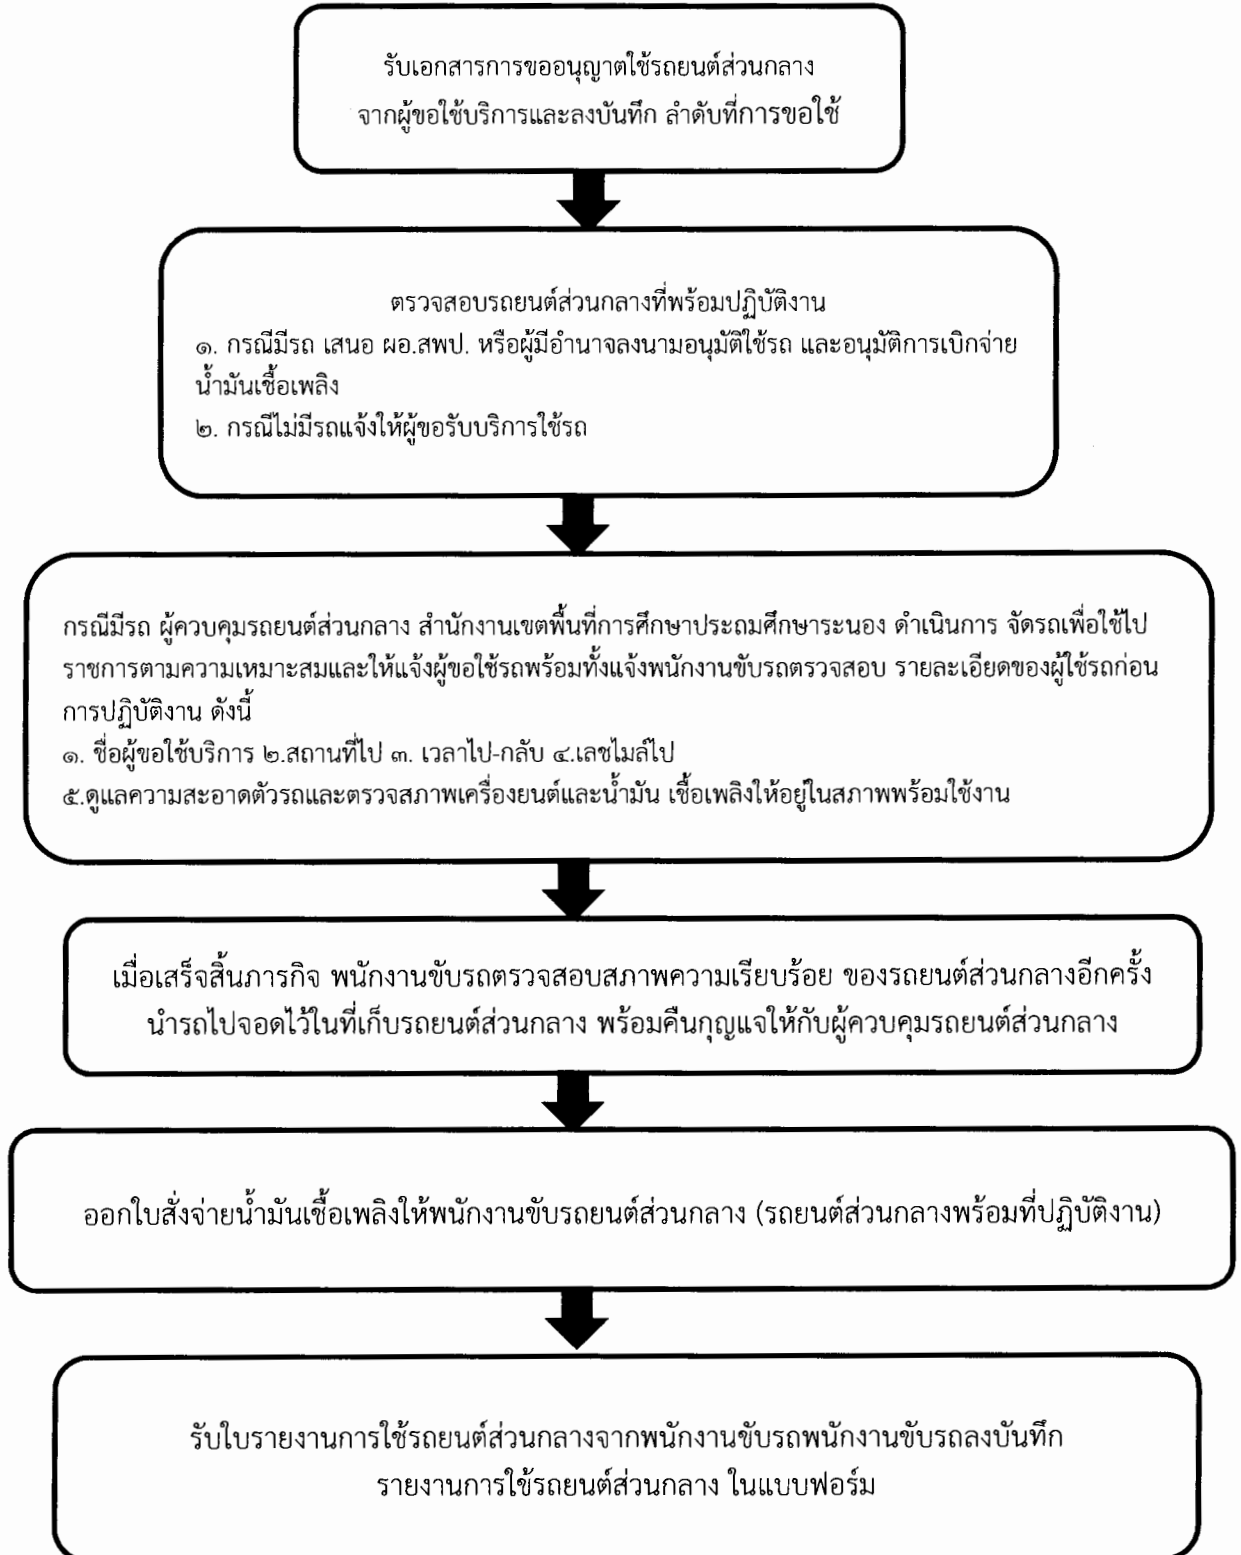 รับเอกสารการขออนุญาตใช้รถยนต์ส่วนกลาง
จากผู้ขอใช้บริการและลงบันทึก ลำดับที่การขอใช้
ตรวจสอบรถยนต์ส่วนกลางที่พร้อมปฏิบัติงาน
๑. กรณีมีรถ เสนอ ผอ.สพป. หรือผู้มีอำนาจลงนามอนุมัติใช้รถ และอนุมัติการเบิกจ่าย
น้ำมันเชื้อเพลิง
๒. กรณีไม่มีรถแจ้งให้ผู้ขอรับบริการใช้รถ
กรณีมีรถ ผู้ควบคุมรถยนต์ส่วนกลาง สำนักงานเขตพื้นที่การศึกษาประถมศึกษาระนอง ดำเนินการ จัดรถเพื่อใช้ไป
ราชการตามความเหมาะสมและให้แจ้งผู้ขอใช้รถพร้อมทั้งแจ้งพนักงานขับรถตรวจสอบ รายละเอียดของผู้ใช้รถก่อน
การปฏิบัติงาน ดังนี้
๑. ชื่อผู้ขอใช้บริการ ๒.สถานที่ไป ๓. เวลาไป-กลับ ๔.เลขไมล์ไป
๕.ดูแลความสะอาดตัวรถและตรวจสภาพเครื่องยนต์และน้ำมัน เชื้อเพลิงให้อยู่ในสภาพพร้อมใช้งาน
เมื่อเสร็จสิ้นภารกิจ พนักงานขับรถตรวจสอบสภาพความเรียบร้อย ของรถยนต์ส่วนกลางอีกครั้ง
นำรถไปจอดไว้ในที่เก็บรถยนต์ส่วนกลาง พร้อมคืนกุญแจให้กับผู้ควบคุมรถยนต์ส่วนกลาง
ออกใบสั่งจ่ายน้ำมันเชื้อเพลิงให้พนักงานขับรถยนต์ส่วนกลาง (รถยนต์ส่วนกลางพร้อมที่ปฏิบัติงาน)
รับใบรายงานการใช้รถยนต์ส่วนกลางจากพนักงานขับรถพนักงานขับรถลงบันทึก
รายงานการใช้รถยนต์ส่วนกลาง ในแบบฟอร์ม